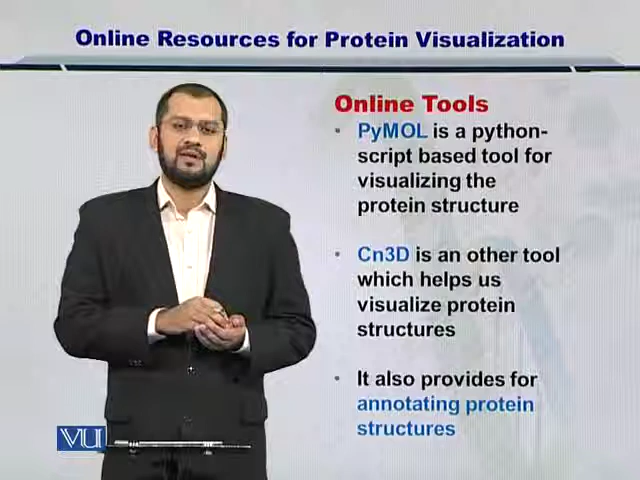 Online Resources for Protein Visualization
Online Tools
• PyMOL is a python-
script based tool for
visualizing the
protein structure
• Cn3D is an other tool
which helps us
visualize protein
structures
• It also provides for
annotating protein
structures
VU